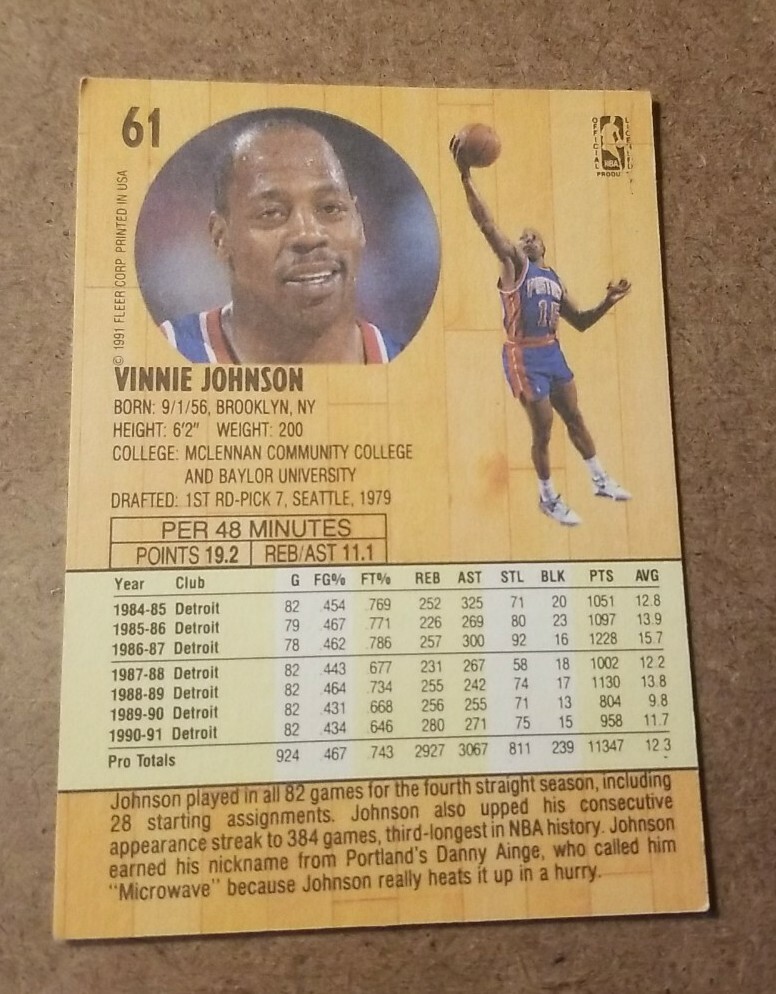 61
OFFICIAL LICENSED
NBA
PRODU
© 1991 FLEER CORP PRINTED IN USA
PISTONS
15
VINNIE JOHNSON
BORN: 9/1/56, BROOKLYN, NY
HEIGHT: 6'2" WEIGHT: 200
COLLEGE: MCLENNAN COMMUNITY COLLEGE
AND BAYLOR UNIVERSITY
DRAFTED: 1ST RD-PICK 7, SEATTLE, 1979
PER 48 MINUTES
POINTS 19.2 REB/AST 11.1
Year Club G FG% FT% REB AST STL BLK PTS AVG
1984-85 Detroit 82 .454 .769 252 325 71 20 1051 12.8
1985-86 Detroit 79 .467 .771 226 269 80 23 1097 13.9
1986-87 Detroit 78 .462 .786 257 300 92 16 1228 15.7
1987-88 Detroit 82 .443 .677 231 267 58 18 1002 12.2
1988-89 Detroit 82 .464 .734 255 242 74 17 1130 13.8
1989-90 Detroit 82 .431 .668 256 255 71 13 804 9.8
1990-91 Detroit 82 .434 .646 280 271 75 15 958 11.7
Pro Totals 924 .467 .743 2927 3067 811 239 11347 12.3
Johnson played in all 82 games for the fourth straight season, including
28 starting assignments. Johnson also upped his consecutive
appearance streak to 384 games, third-longest in NBA history. Johnson
earned his nickname from Portland's Danny Ainge, who called him
"Microwave" because Johnson really heats it up in a hurry.